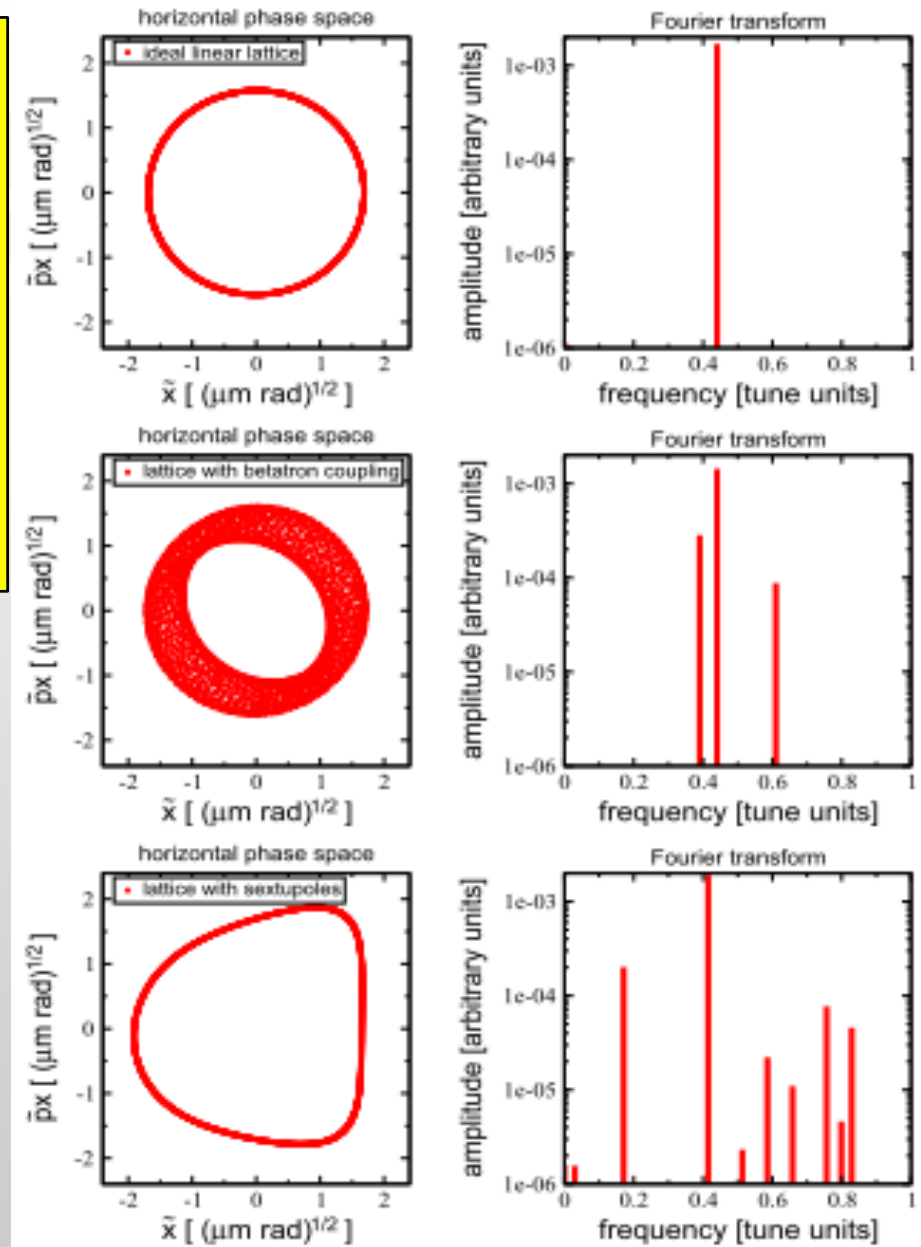 horizontal phase space
ideal linear lattice
p̃x [ (μm rad)1/2 ]
2
1
0
-1
-2
-2 -1 0 1 2
x̃ [ (μm rad)1/2 ]
Fourier transform
amplitude [arbitrary units]
1e-03
1e-04
1e-05
1e-06
0 0.2 0.4 0.6 0.8 1
frequency [tune units]
horizontal phase space
lattice with betatron coupling
p̃x [ (μm rad)1/2 ]
2
1
0
-1
-2
-2 -1 0 1 2
x̃ [ (μm rad)1/2 ]
Fourier transform
amplitude [arbitrary units]
1e-03
1e-04
1e-05
1e-06
0 0.2 0.4 0.6 0.8 1
frequency [tune units]
horizontal phase space
lattice with sextupoles
p̃x [ (μm rad)1/2 ]
2
1
0
-1
-2
-2 -1 0 1 2
x̃ [ (μm rad)1/2 ]
Fourier transform
amplitude [arbitrary units]
1e-03
1e-04
1e-05
1e-06
0 0.2 0.4 0.6 0.8 1
frequency [tune units]